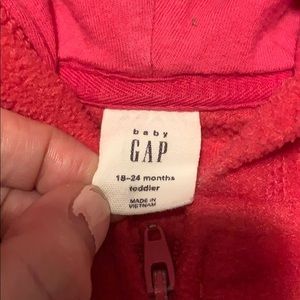 baby
GAP
18-24 months
toddler
MADE IN
VIETNAM